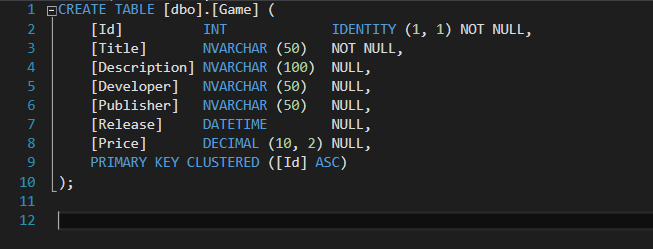 1 CREATE TABLE [dbo].[Game] (
2 [Id] INT IDENTITY (1, 1) NOT NULL,
3 [Title] NVARCHAR (50) NOT NULL,
4 [Description] NVARCHAR (100) NULL,
5 [Developer] NVARCHAR (50) NULL,
6 [Publisher] NVARCHAR (50) NULL,
7 [Release] DATETIME NULL,
8 [Price] DECIMAL (10, 2) NULL,
9 PRIMARY KEY CLUSTERED ([Id] ASC)
10 );
11
12